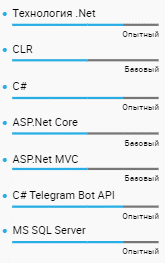 Технология .Net
Опытный
CLR
Базовый
C#
Опытный
ASP.Net Core
Базовый
ASP.Net MVC
Базовый
C# Telegram Bot API
Опытный
MS SQL Server
Опытный